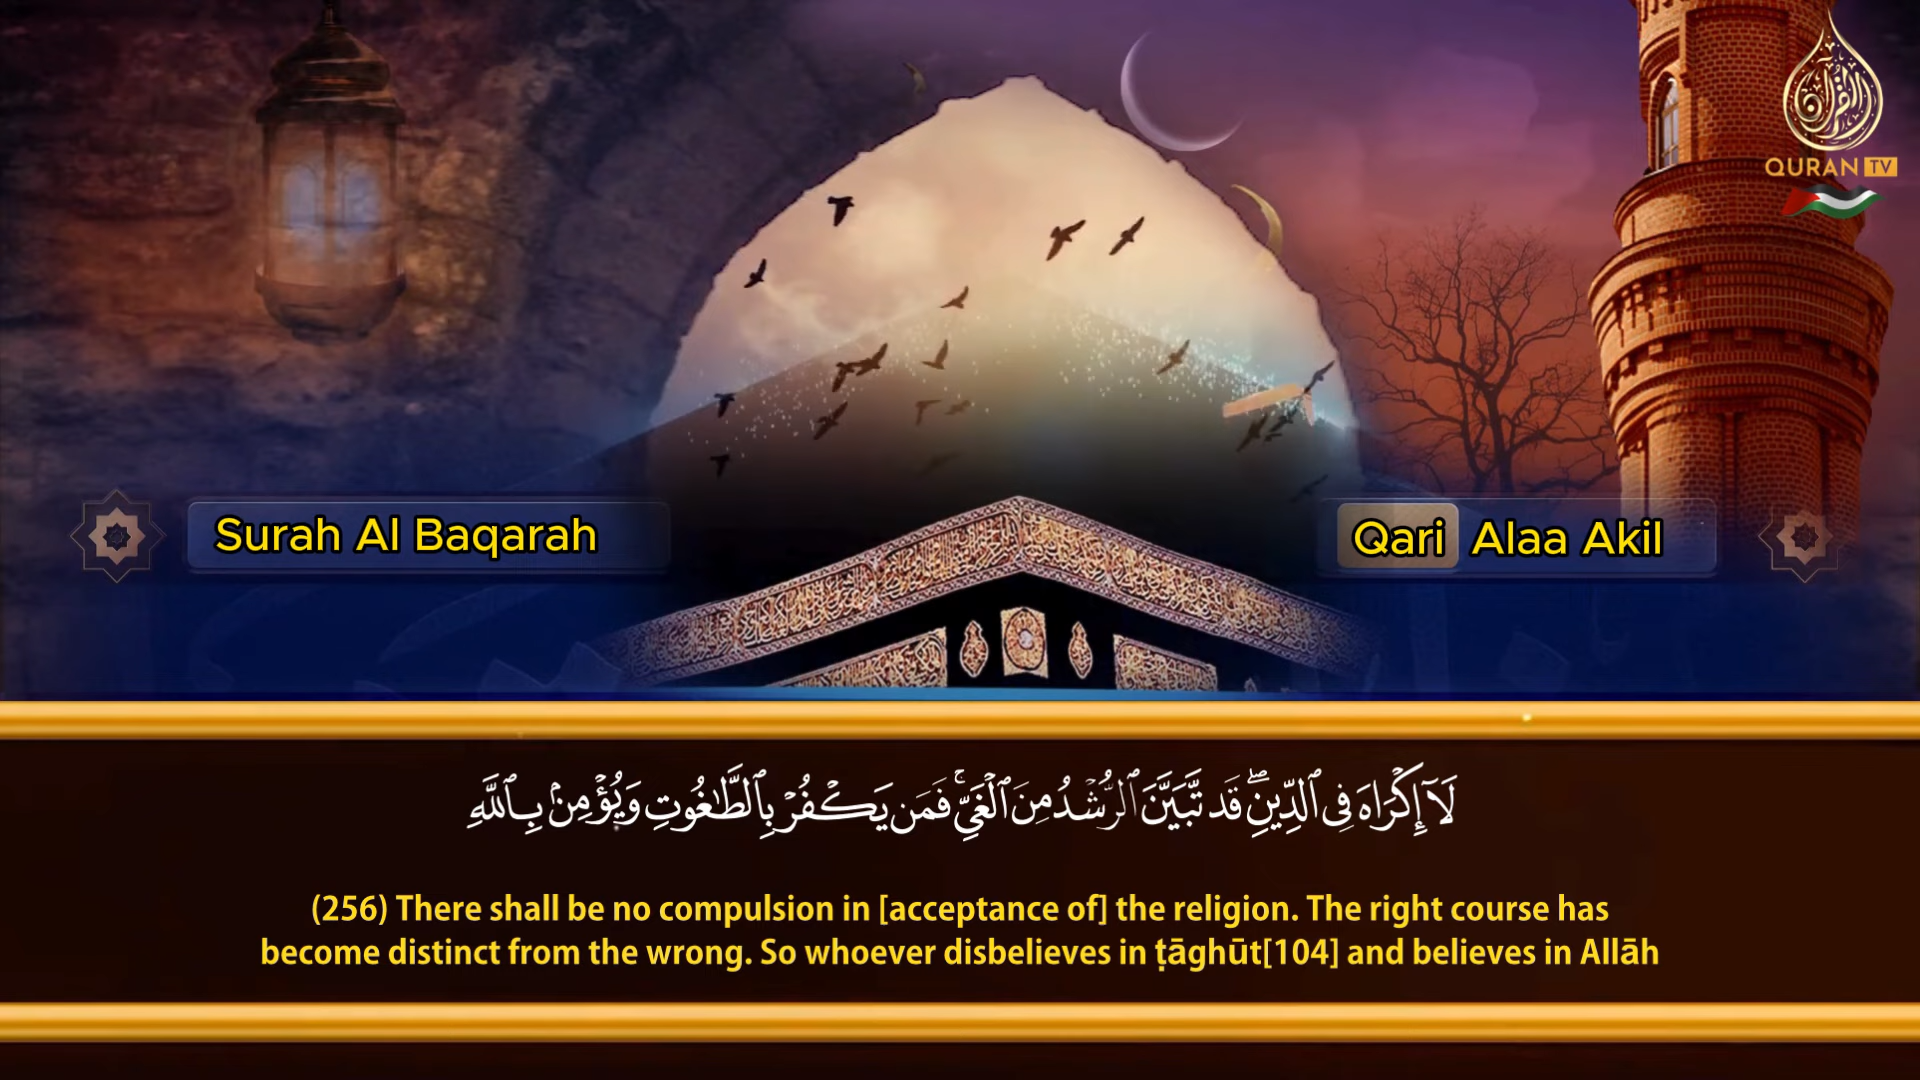 القرآن
QURAN TV
Surah Al Baqarah
Qari Alaa Akil
لَآ إِكْرَاهَ فِى ٱلدِّينِ ۖ قَد تَّبَيَّنَ ٱلرُّشْدُ مِنَ ٱلْغَىِّ ۚ فَمَن يَكْفُرْ بِٱلطَّـٰغُوتِ وَيُؤْمِنۢ بِٱللَّهِ
(256) There shall be no compulsion in [acceptance of] the religion. The right course has
become distinct from the wrong. So whoever disbelieves in ṭāghūt[104] and believes in Allāh